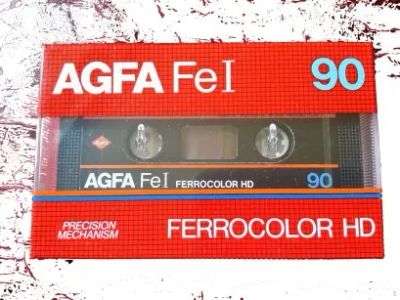 AGFA FeI 90
AGFA FeI FERROCOLOR HD 90
PRECISION
MECHANISM
FERROCOLOR HD